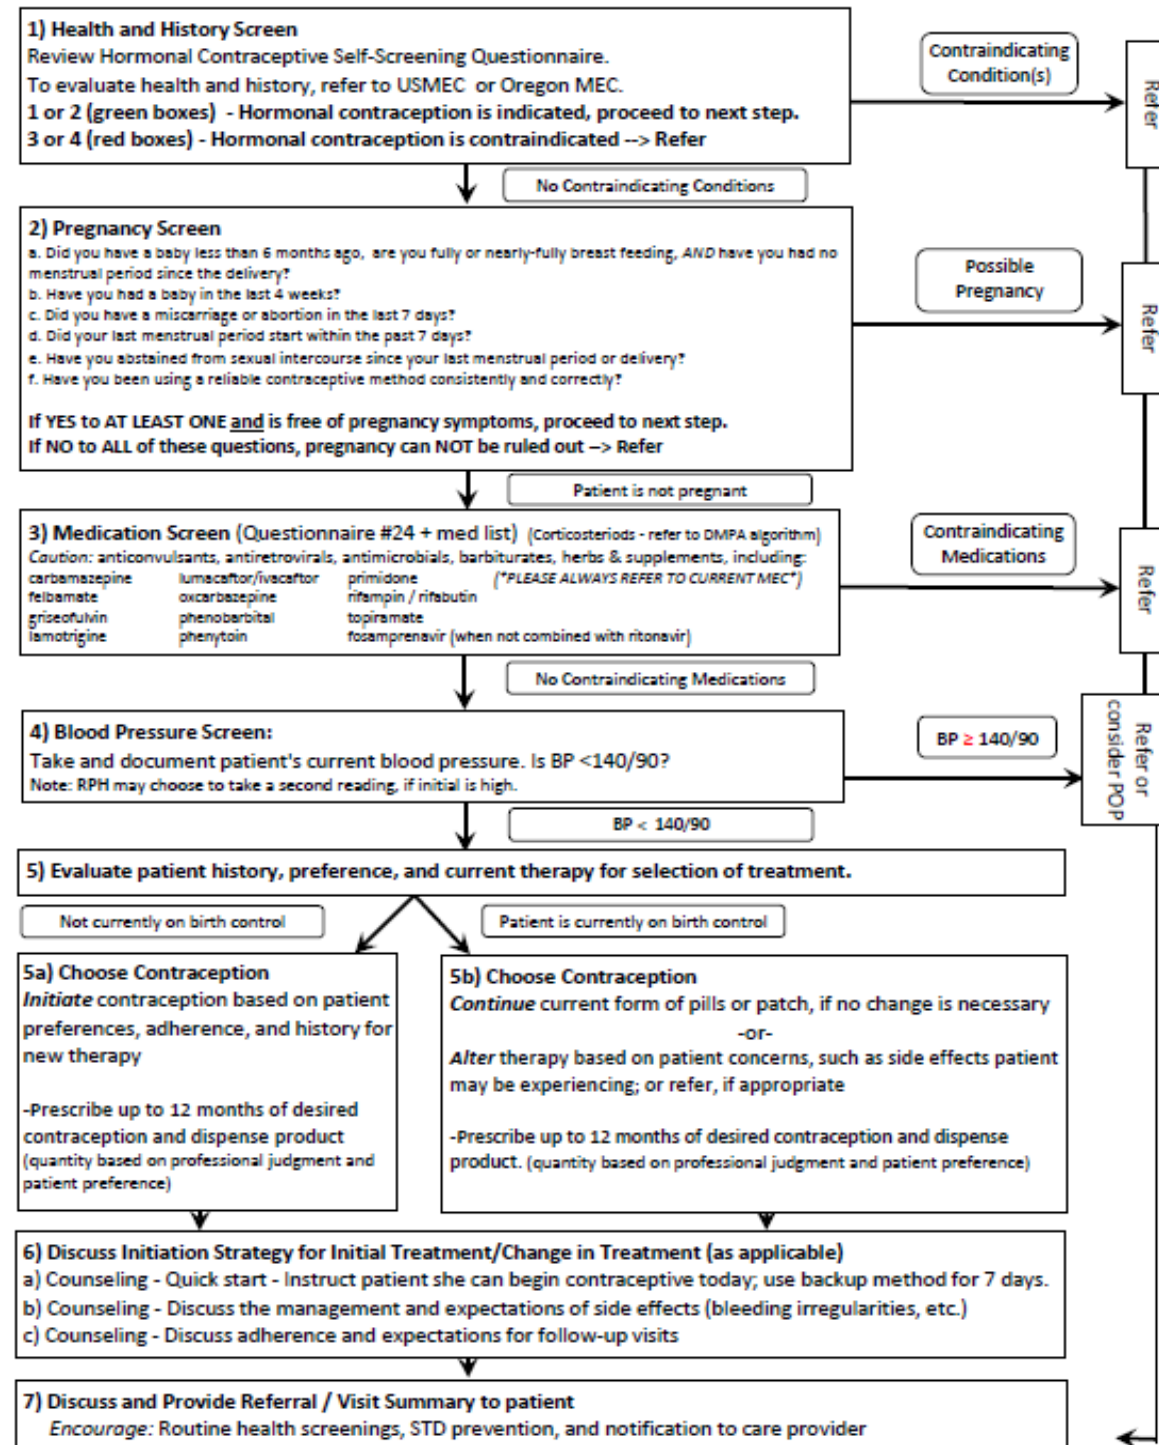 1) Health and History Screen
Review Hormonal Contraceptive Self-Screening Questionnaire.
To evaluate health and history, refer to USMEC or Oregon MEC.
1 or 2 (green boxes) - Hormonal contraception is indicated, proceed to next step.
3 or 4 (red boxes) - Hormonal contraception is contraindicated --> Refer
Contraindicating
Condition(s)
Refer
No Contraindicating Conditions
2) Pregnancy Screen
a. Did you have a baby less than 6 months ago, are you fully or nearly-fully breast feeding, AND have you had no
menstrual period since the delivery?
b. Have you had a baby in the last 4 weeks?
c. Did you have a miscarriage or abortion in the last 7 days?
d. Did your last menstrual period start within the past 7 days?
e. Have you abstained from sexual intercourse since your last menstrual period or delivery?
f. Have you been using a reliable contraceptive method consistently and correctly?
If YES to AT LEAST ONE and is free of pregnancy symptoms, proceed to next step.
If NO to ALL of these questions, pregnancy can NOT be ruled out --> Refer
Possible
Pregnancy
Refer
Patient is not pregnant
3) Medication Screen (Questionnaire #24 + med list) (Corticosteriods - refer to DMPA algorithm)
Caution: anticonvulsants, antiretrovirals, antimicrobials, barbiturates, herbs & supplements, including:
carbamazepine lumacaftor/ivacaftor primidone (*PLEASE ALWAYS REFER TO CURRENT MEC*)
felbamate oxcarbazepine rifampin / rifabutin
griseofulvin phenobarbital topiramate
lamotrigine phenytoin fosamprenavir (when not combined with ritonavir)
Contraindicating
Medications
Refer
No Contraindicating Medications
4) Blood Pressure Screen:
Take and document patient's current blood pressure. Is BP <140/90?
Note: RPH may choose to take a second reading, if initial is high.
BP ≥ 140/90
Refer or
consider POP
BP < 140/90
5) Evaluate patient history, preference, and current therapy for selection of treatment.
Not currently on birth control
Patient is currently on birth control
5a) Choose Contraception
Initiate contraception based on patient
preferences, adherence, and history for
new therapy
-Prescribe up to 12 months of desired
contraception and dispense product
(quantity based on professional judgment and
patient preference)
5b) Choose Contraception
Continue current form of pills or patch, if no change is necessary
-or-
Alter therapy based on patient concerns, such as side effects patient
may be experiencing; or refer, if appropriate
-Prescribe up to 12 months of desired contraception and dispense
product. (quantity based on professional judgment and patient preference)
6) Discuss Initiation Strategy for Initial Treatment/Change in Treatment (as applicable)
a) Counseling - Quick start - Instruct patient she can begin contraceptive today; use backup method for 7 days.
b) Counseling - Discuss the management and expectations of side effects (bleeding irregularities, etc.)
c) Counseling - Discuss adherence and expectations for follow-up visits
7) Discuss and Provide Referral / Visit Summary to patient
Encourage: Routine health screenings, STD prevention, and notification to care provider